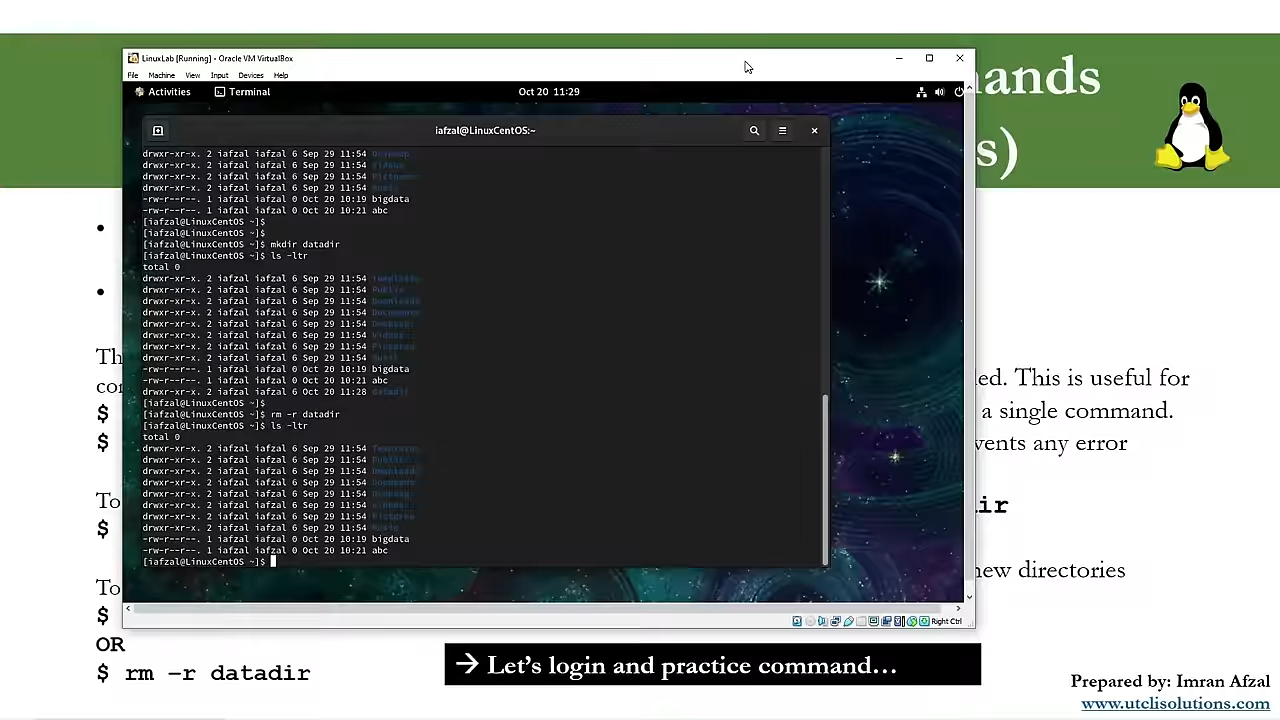 LinuxLab [Running] - Oracle VM VirtualBox
File Machine View Input Devices Help
Activities Terminal Oct 20 11:29
iafzal@LinuxCentOS:~
drwxr-xr-x. 2 iafzal iafzal 6 Sep 29 11:54
drwxr-xr-x. 2 iafzal iafzal 6 Sep 29 11:54
drwxr-xr-x. 2 iafzal iafzal 6 Sep 29 11:54 Pictures
drwxr-xr-x. 2 iafzal iafzal 6 Sep 29 11:54 Music
-rw-r--r--. 1 iafzal iafzal 0 Oct 20 10:19 bigdata
-rw-r--r--. 1 iafzal iafzal 0 Oct 20 10:21 abc
[iafzal@LinuxCentOS ~]$
[iafzal@LinuxCentOS ~]$
[iafzal@LinuxCentOS ~]$ mkdir datadir
[iafzal@LinuxCentOS ~]$ ls -ltr
total 0
drwxr-xr-x. 2 iafzal iafzal 6 Sep 29 11:54
drwxr-xr-x. 2 iafzal iafzal 6 Sep 29 11:54 Public
drwxr-xr-x. 2 iafzal iafzal 6 Sep 29 11:54 Downloads
drwxr-xr-x. 2 iafzal iafzal 6 Sep 29 11:54 Documents
drwxr-xr-x. 2 iafzal iafzal 6 Sep 29 11:54 Desktop
drwxr-xr-x. 2 iafzal iafzal 6 Sep 29 11:54 Videos
drwxr-xr-x. 2 iafzal iafzal 6 Sep 29 11:54 Pictures
drwxr-xr-x. 2 iafzal iafzal 6 Sep 29 11:54
-rw-r--r--. 1 iafzal iafzal 0 Oct 20 10:19 bigdata
-rw-r--r--. 1 iafzal iafzal 0 Oct 20 10:21 abc
drwxr-xr-x. 2 iafzal iafzal 6 Oct 20 11:28 datadir
[iafzal@LinuxCentOS ~]$
[iafzal@LinuxCentOS ~]$ rm -r datadir
[iafzal@LinuxCentOS ~]$ ls -ltr
total 0
drwxr-xr-x. 2 iafzal iafzal 6 Sep 29 11:54
drwxr-xr-x. 2 iafzal iafzal 6 Sep 29 11:54 Public
drwxr-xr-x. 2 iafzal iafzal 6 Sep 29 11:54
drwxr-xr-x. 2 iafzal iafzal 6 Sep 29 11:54
drwxr-xr-x. 2 iafzal iafzal 6 Sep 29 11:54
drwxr-xr-x. 2 iafzal iafzal 6 Sep 29 11:54
drwxr-xr-x. 2 iafzal iafzal 6 Sep 29 11:54 Pictures
drwxr-xr-x. 2 iafzal iafzal 6 Sep 29 11:54 Music
-rw-r--r--. 1 iafzal iafzal 0 Oct 20 10:19 bigdata
-rw-r--r--. 1 iafzal iafzal 0 Oct 20 10:21 abc
[iafzal@LinuxCentOS ~]$
Right Ctrl
ands
s)
Th
led. This is useful for
con
a single command.
$
$
vents any error
To
$
ir
To
new directories
$
OR
$ rm –r datadir
→ Let's login and practice command…
Prepared by: Imran Afzal
www.utclisolutions.com